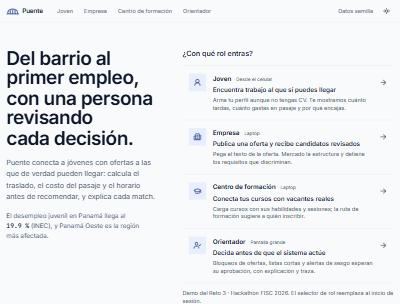 Puente
Joven
Empresa
Centro de formación
Orientador
Datos semilla
Del barrio al
primer empleo,
con una persona
revisando
cada decisión.
Puente conecta a jóvenes con ofertas a las
que de verdad pueden llegar: calcula el
traslado, el costo del pasaje y el horario
antes de recomendar, y explica cada match.
El desempleo juvenil en Panamá llega al
19.9 % (INEC), y Panamá Oeste es la región
más afectada.
¿Con qué rol entras?
Joven Desde el celular
Encuentra trabajo al que sí puedes llegar
Arma tu perfil aunque no tengas CV. Te mostramos cuánto
tardas, cuánto gastas en pasaje y por qué encajas.
Empresa Laptop
Publica una oferta y recibe candidatos revisados
Pega el texto de la oferta. Mercado la estructura y detiene
los requisitos que discriminan.
Centro de formación Laptop
Conecta tus cursos con vacantes reales
Carga cursos con sus habilidades y sesiones; la ruta de
formación sugiere a quién inscribir.
Orientador Pantalla grande
Decide antes de que el sistema actúe
Bloqueos de ofertas, listas cortas y alertas de sesgo esperan
su aprobación, con explicación y traza.
Demo del Reto 3 · Hackathon FISC 2026. El selector de rol reemplaza al inicio de
sesión.